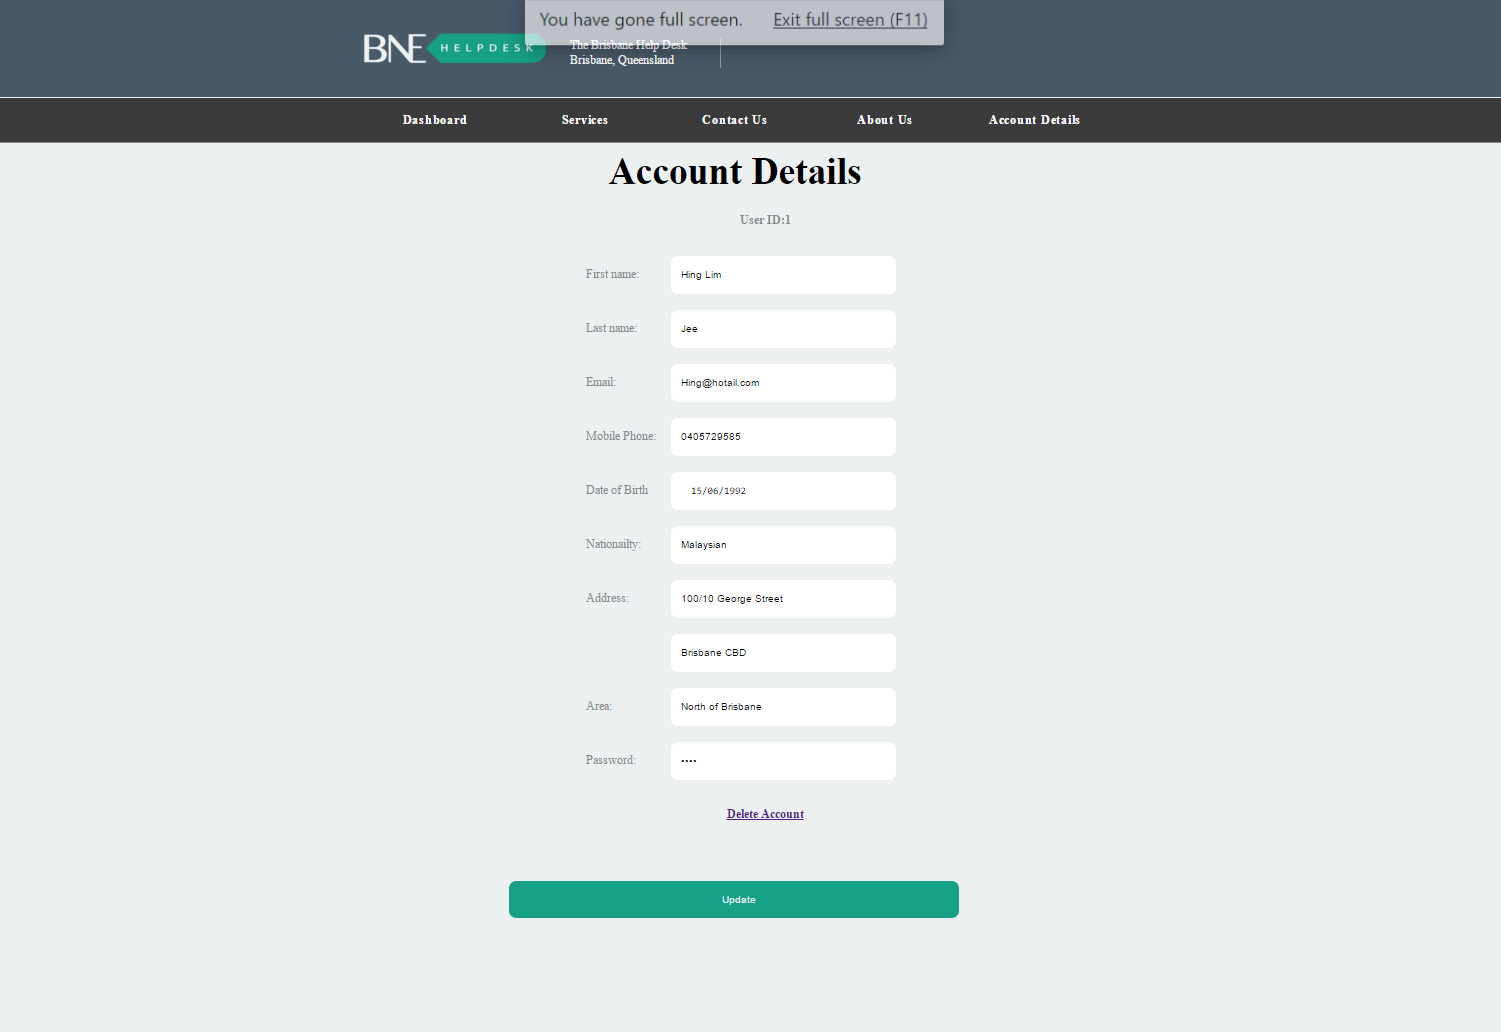 You have gone full screen. Exit full screen (F11)
BNE HELPDESK
The Brisbane Help Desk
Brisbane, Queensland
Dashboard Services Contact Us About Us Account Details
Account Details
User ID:1
First name: Hing Lim
Last name: Jee
Email: Hing@hotail.com
Mobile Phone: 0405729585
Date of Birth 15/06/1992
Nationailty: Malaysian
Address: 100/10 George Street
Brisbane CBD
Area: North of Brisbane
Password: ••••
Delete Account
Update